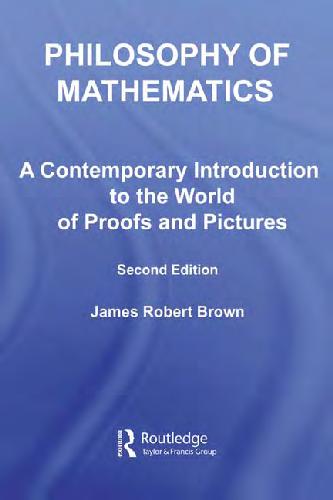 PHILOSOPHY OF
MATHEMATICS
A Contemporary Introduction
to the World
of Proofs and Pictures
Second Edition
James Robert Brown
ROUTLEDGE
Routledge
Taylor & Francis Group